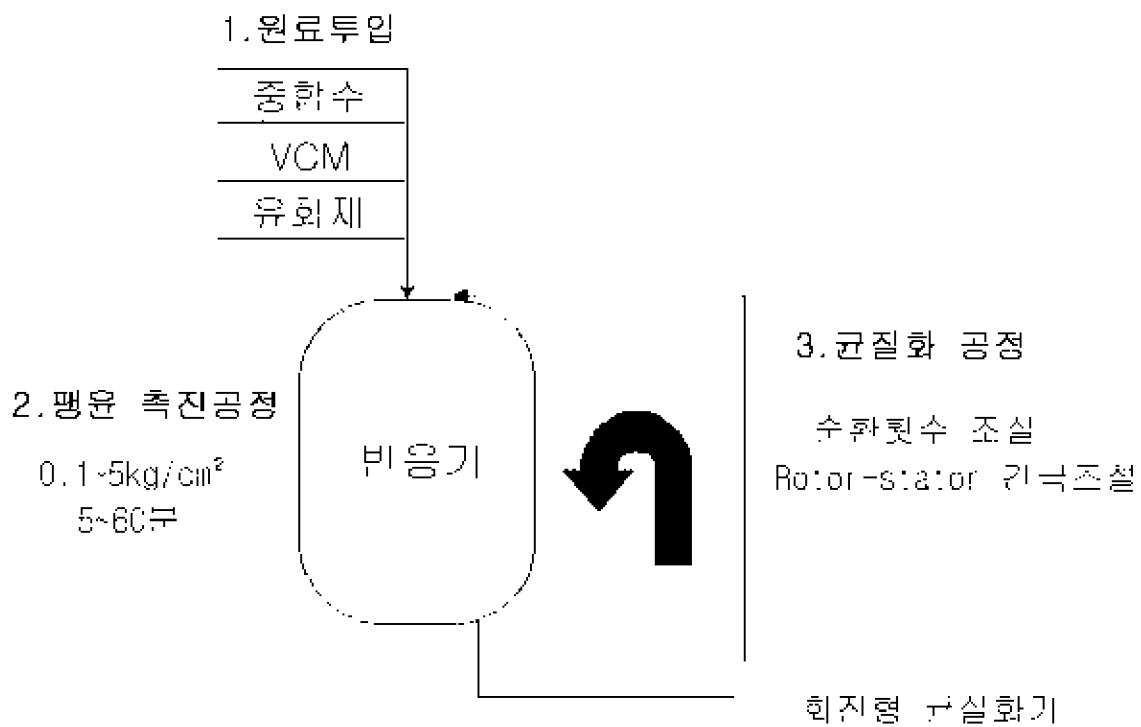 1.원료투입
중합수
VCM
유화제
2.팽윤 촉진공정
0.1~5kg/cm²
5~60분
반응기
3.균질화 공정
순환횟수 조절
Rotor-stator 간극조절
회전형 균질화기